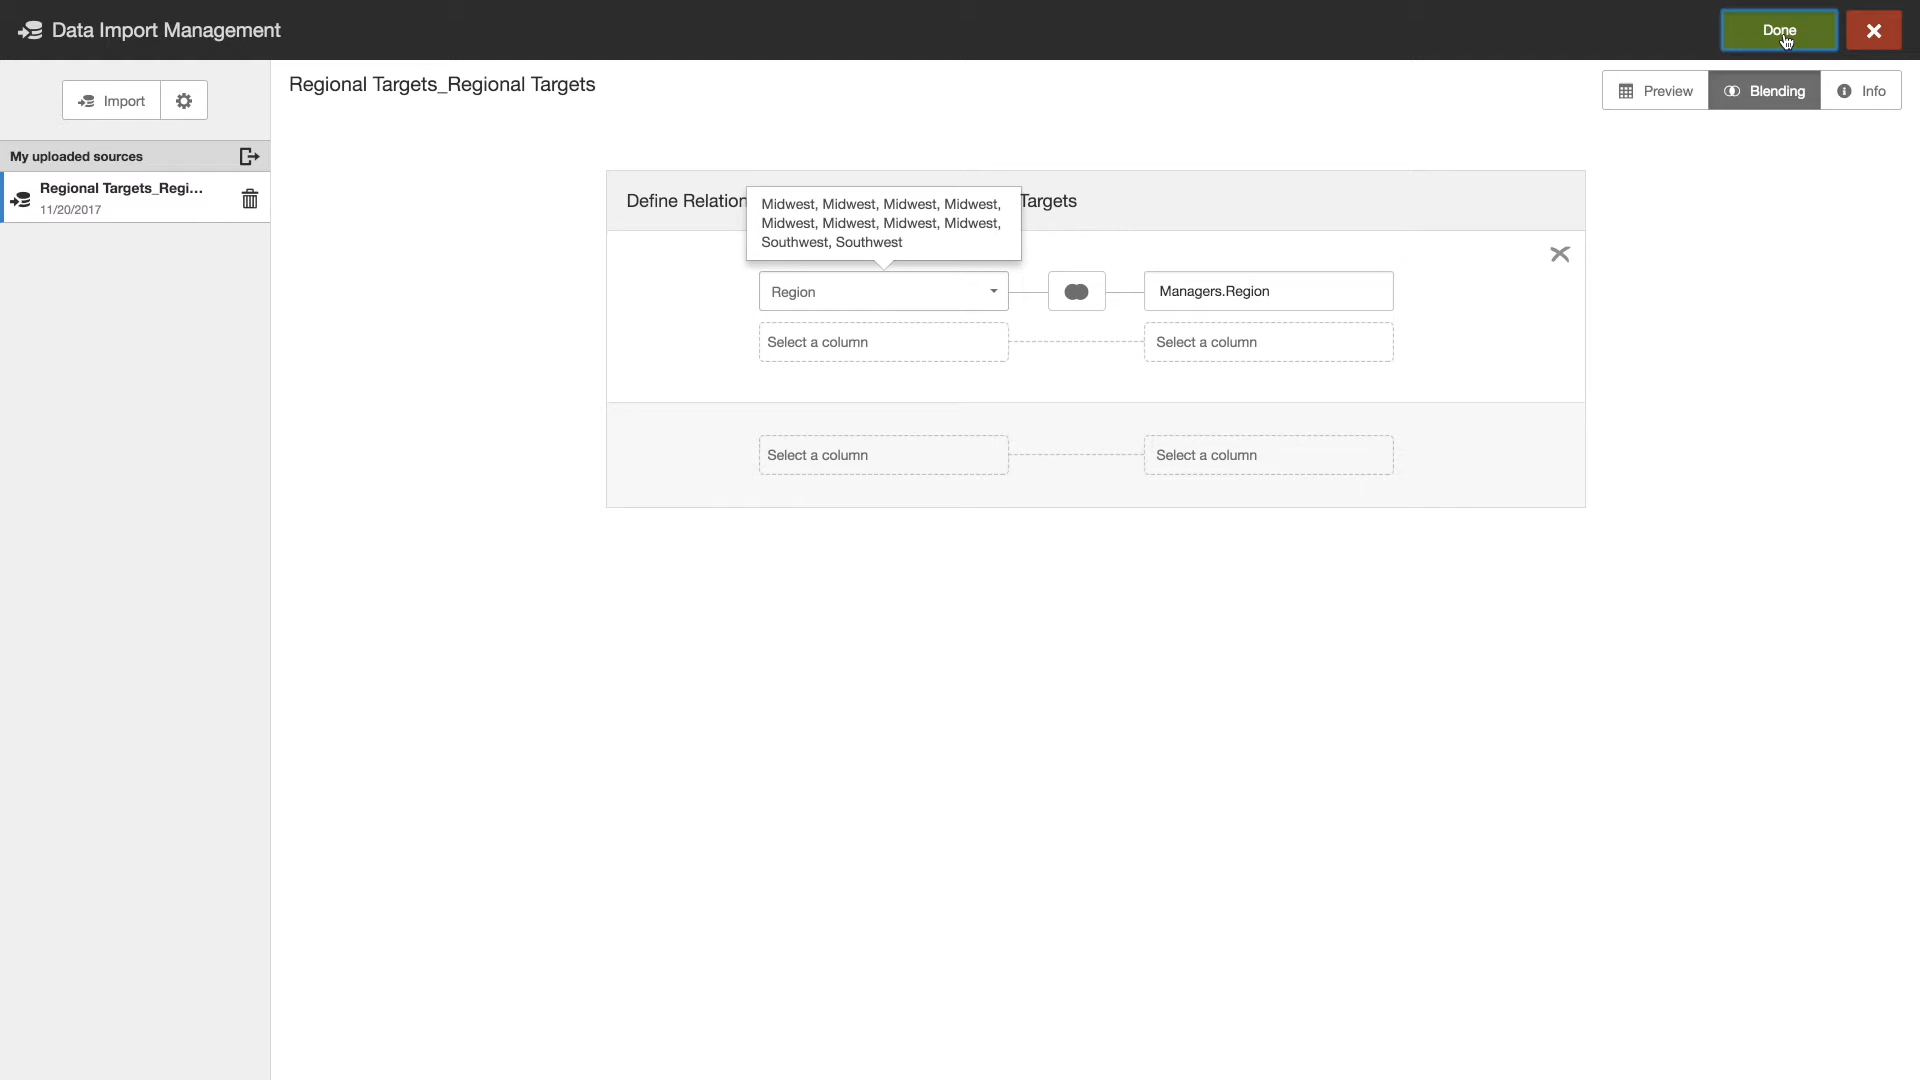 Data Import Management
Done
Import
Regional Targets_Regional Targets
Preview
Blending
Info
My uploaded sources
Regional Targets_Regi...
11/20/2017
Define Relation
Targets
Midwest, Midwest, Midwest, Midwest,
Midwest, Midwest, Midwest, Midwest,
Southwest, Southwest
Region
Managers.Region
Select a column
Select a column
Select a column
Select a column